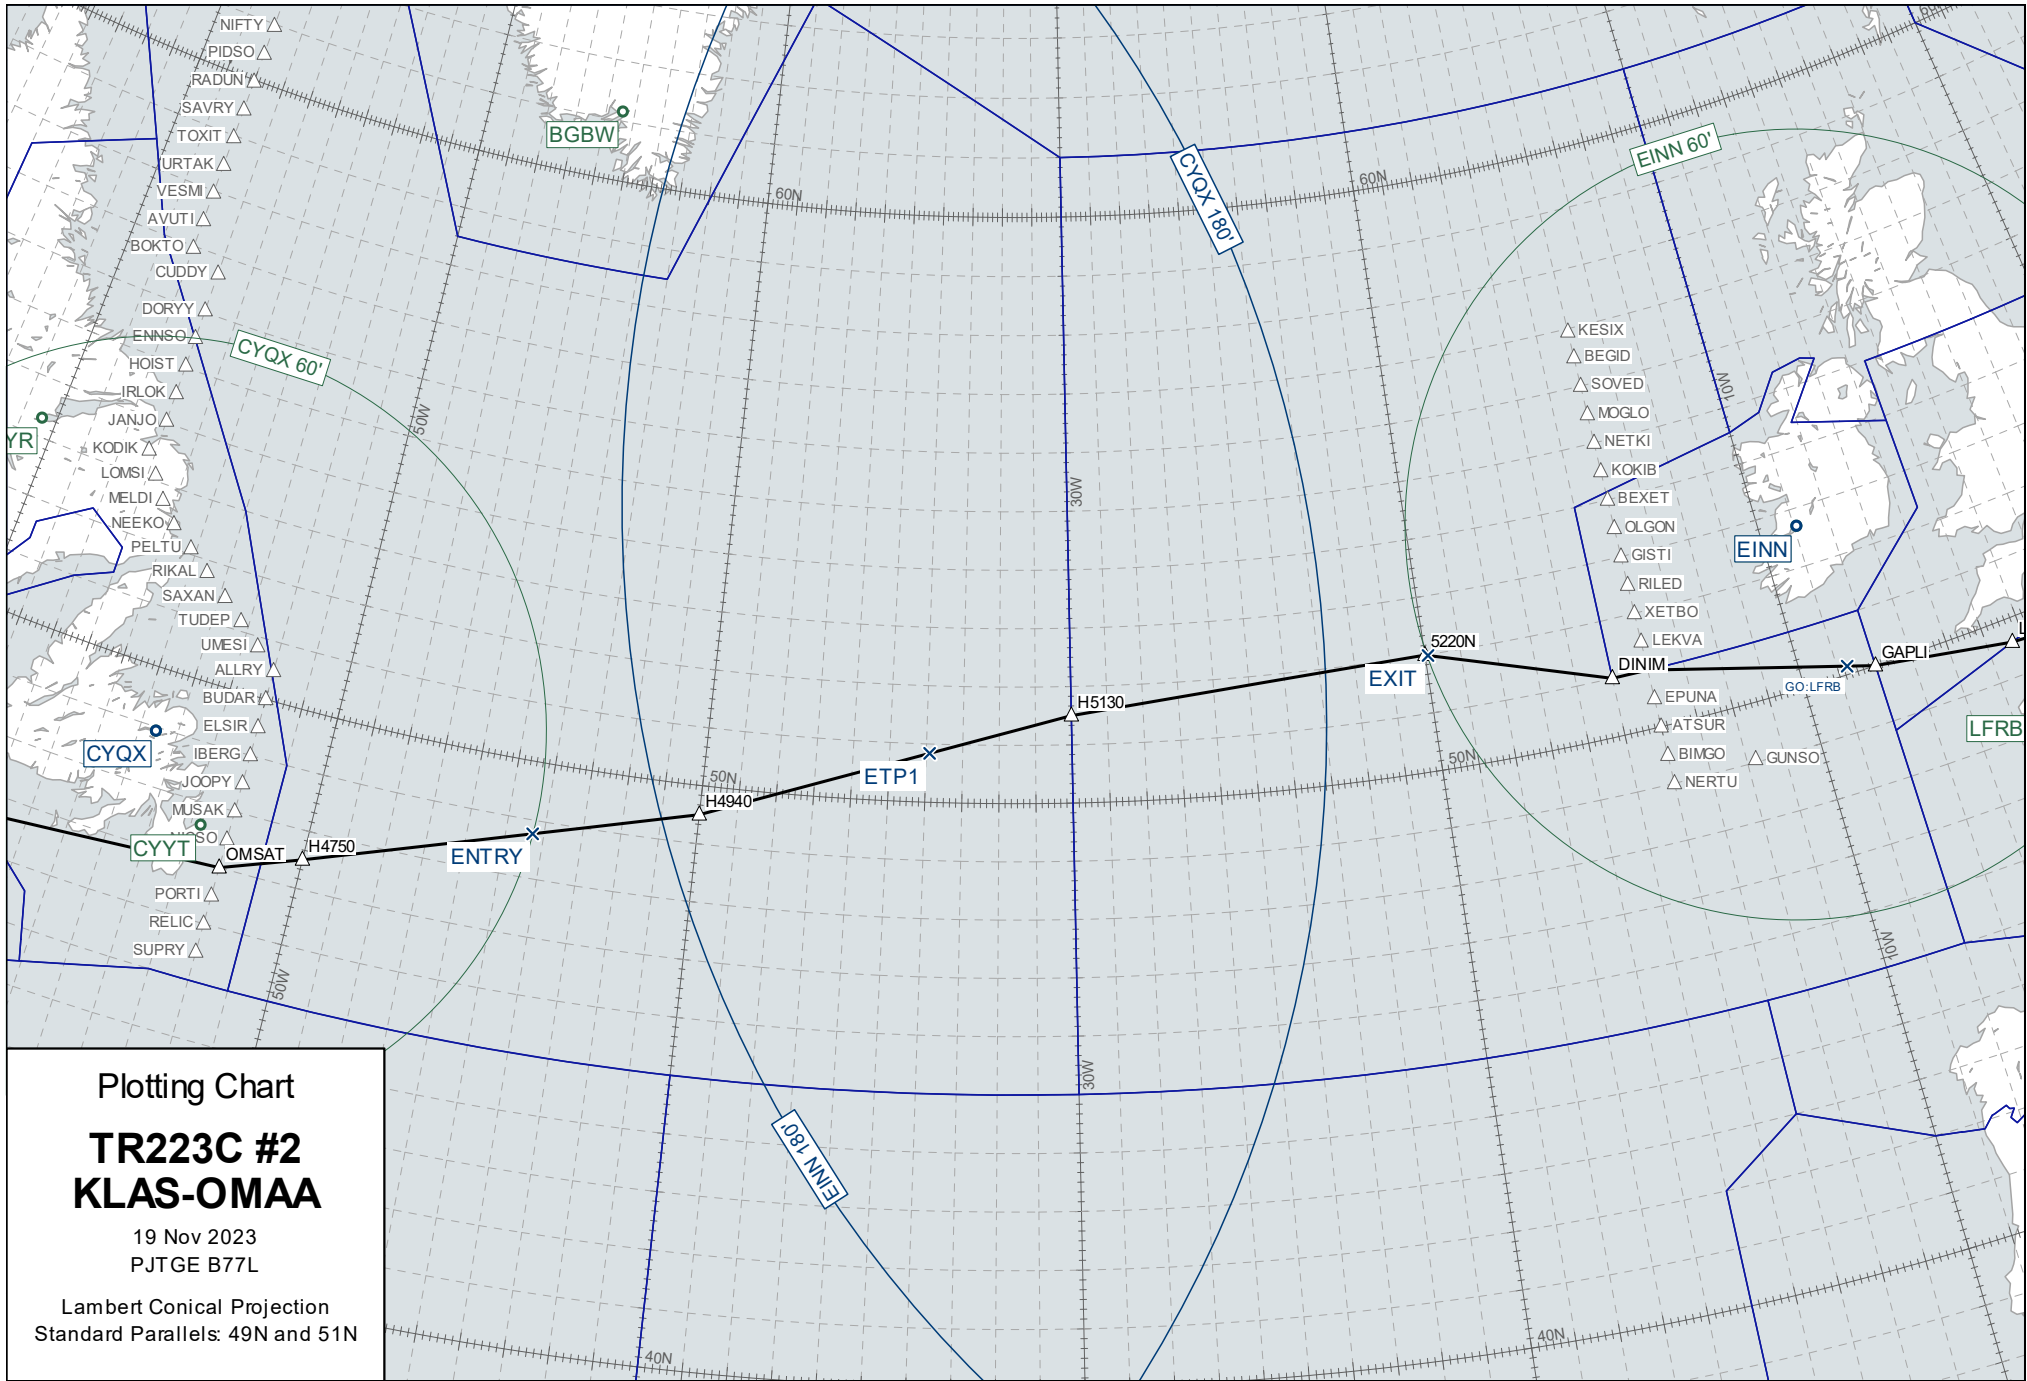 NIFTY
PIDSO
RADUN
SAVRY
TOXIT
URTAK
VESMI
AVUTI
BOKTO
CUDDY
DORYY
ENNSO
HOIST
IRLOK
JANJO
KODIK
LOMSI
MELDI
NEEKO
PELTU
RIKAL
SAXAN
TUDEP
UMESI
ALLRY
BUDAR
ELSIR
IBERG
JOOPY
MUSAK
PORTI
RELIC
SUPRY
BGBW
60N
60N
CYQX 180'
EINN 60'
CYQX 60'
50W
YR
30W
10W
KESIX
BEGID
SOVED
MOGLO
NETKI
KOKIB
BEXET
OLGON
GISTI
RILED
XETBO
LEKVA
EINN
CYQX
CYYT
OMSAT
H4750
ENTRY
H4940
50N
ETP1
H5130
5220N
EXIT
DINIM
GO:LFRB
GAPLI
L
EPUNA
ATSUR
BIMGO
GUNSO
NERTU
50N
LFRB
10W
50W
30W
EINN 180'
40N
40N
Plotting Chart
TR223C #2
KLAS-OMAA
19 Nov 2023
PJTGE B77L
Lambert Conical Projection
Standard Parallels: 49N and 51N